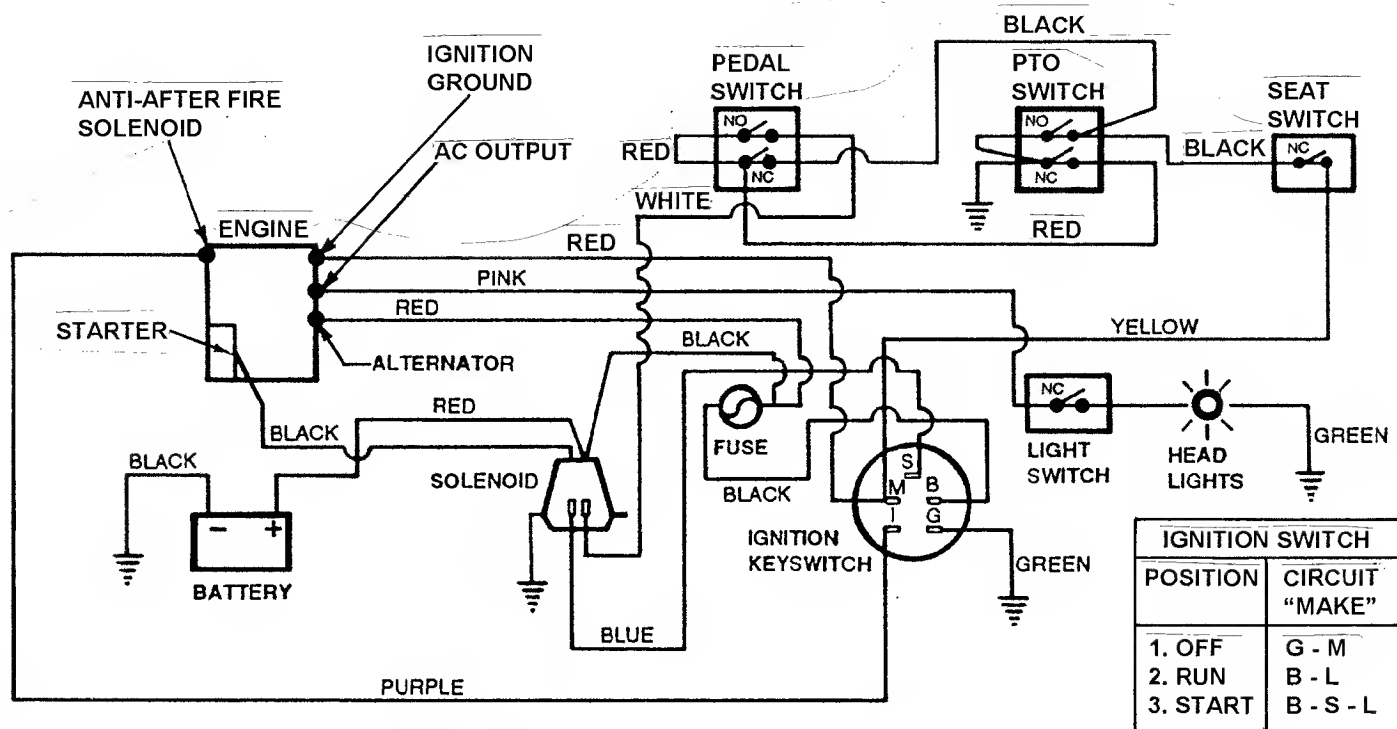 BLACK
IGNITION
GROUND
PEDAL
SWITCH
PTO
SWITCH
SEAT
SWITCH
ANTI-AFTER FIRE
SOLENOID
AC OUTPUT
NO
NC
RED
NO
NC
BLACK
NC
WHITE
RED
ENGINE
RED
PINK
RED
STARTER
ALTERNATOR
BLACK
YELLOW
RED
BLACK
BLACK
SOLENOID
FUSE
BLACK
NC
LIGHT
SWITCH
HEAD
LIGHTS
GREEN
S
M B
I G
IGNITION
KEYSWITCH
GREEN
- +
BATTERY
BLUE
PURPLE
IGNITION SWITCH
POSITION CIRCUIT
"MAKE"
1. OFF G - M
2. RUN B - L
3. START B - S - L